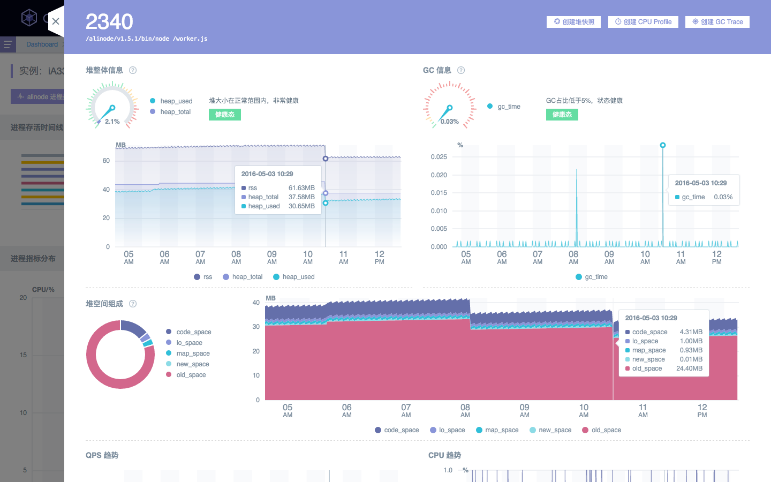 2340
/alinode/v1.5.1/bin/node /worker.js
创建堆快照
创建 CPU Profile
创建 GC Trace
Dashboard
实例：iA33
进程存活时间线
进程指标分布
CPU/%
20
15
10
5
堆整体信息 ?
heap_used
heap_total
2.1%
堆大小在正常范围内，非常健康
健康态
MB
60
40
20
0
2016-05-03 10:29
rss 61.63MB
heap_total 37.58MB
heap_used 30.85MB
05 AM 06 AM 07 AM 08 AM 09 AM 10 AM 11 AM 12 PM
rss heap_total heap_used
GC 信息 ?
gc_time
0.03%
GC占比低于5%，状态健康
健康态
%
0.025
0.020
0.015
0.010
0.005
0.000
2016-05-03 10:29
gc_time 0.03%
05 AM 06 AM 07 AM 08 AM 09 AM 10 AM 11 AM 12 PM
gc_time
堆空间组成 ?
code_space
lo_space
map_space
new_space
old_space
MB
40
30
20
10
0
2016-05-03 10:29
code_space 4.31MB
lo_space 1.00MB
map_space 0.93MB
new_space 0.01MB
old_space 24.40MB
05 AM 06 AM 07 AM 08 AM 09 AM 10 AM 11 AM 12 PM
code_space lo_space map_space new_space old_space
QPS 趋势
CPU 趋势
1.0
%